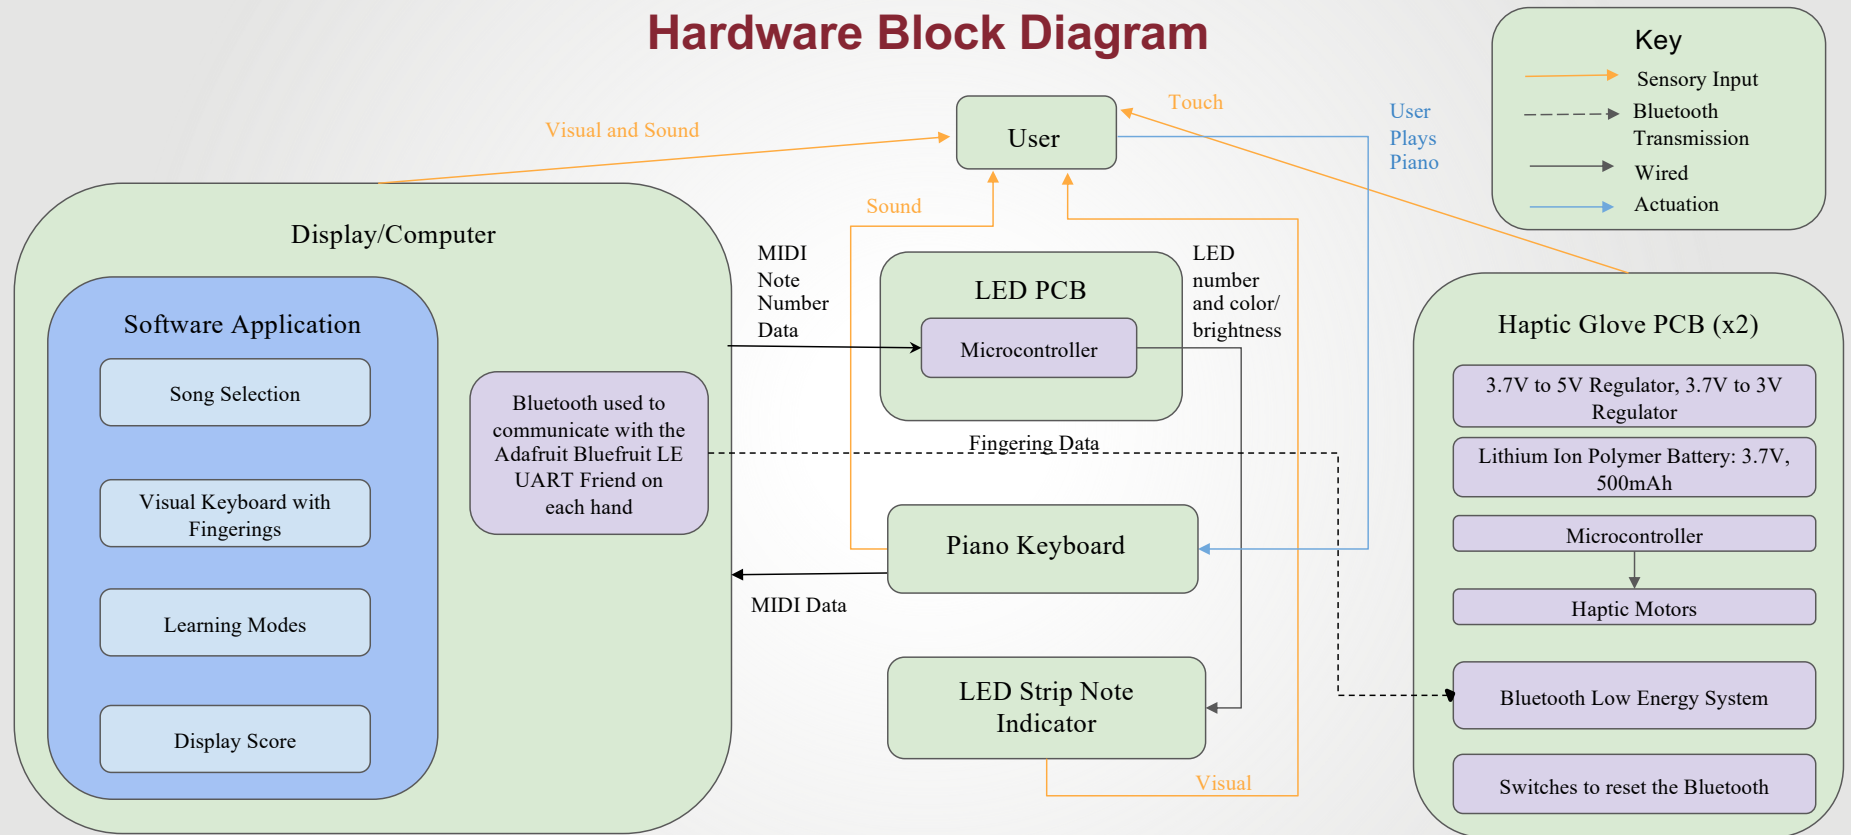 Hardware Block Diagram
Key
Sensory Input
Bluetooth
Transmission
Wired
Actuation
Touch
User
Plays
Piano
Visual and Sound
User
Sound
Display/Computer
MIDI
Note
Number
Data
LED
number
and color/
brightness
LED PCB
Microcontroller
Software Application
Song Selection
Visual Keyboard with
Fingerings
Learning Modes
Display Score
Bluetooth used to
communicate with the
Adafruit Bluefruit LE
UART Friend on
each hand
Fingering Data
Piano Keyboard
MIDI Data
LED Strip Note
Indicator
Visual
Haptic Glove PCB (x2)
3.7V to 5V Regulator, 3.7V to 3V
Regulator
Lithium Ion Polymer Battery: 3.7V,
500mAh
Microcontroller
Haptic Motors
Bluetooth Low Energy System
Switches to reset the Bluetooth